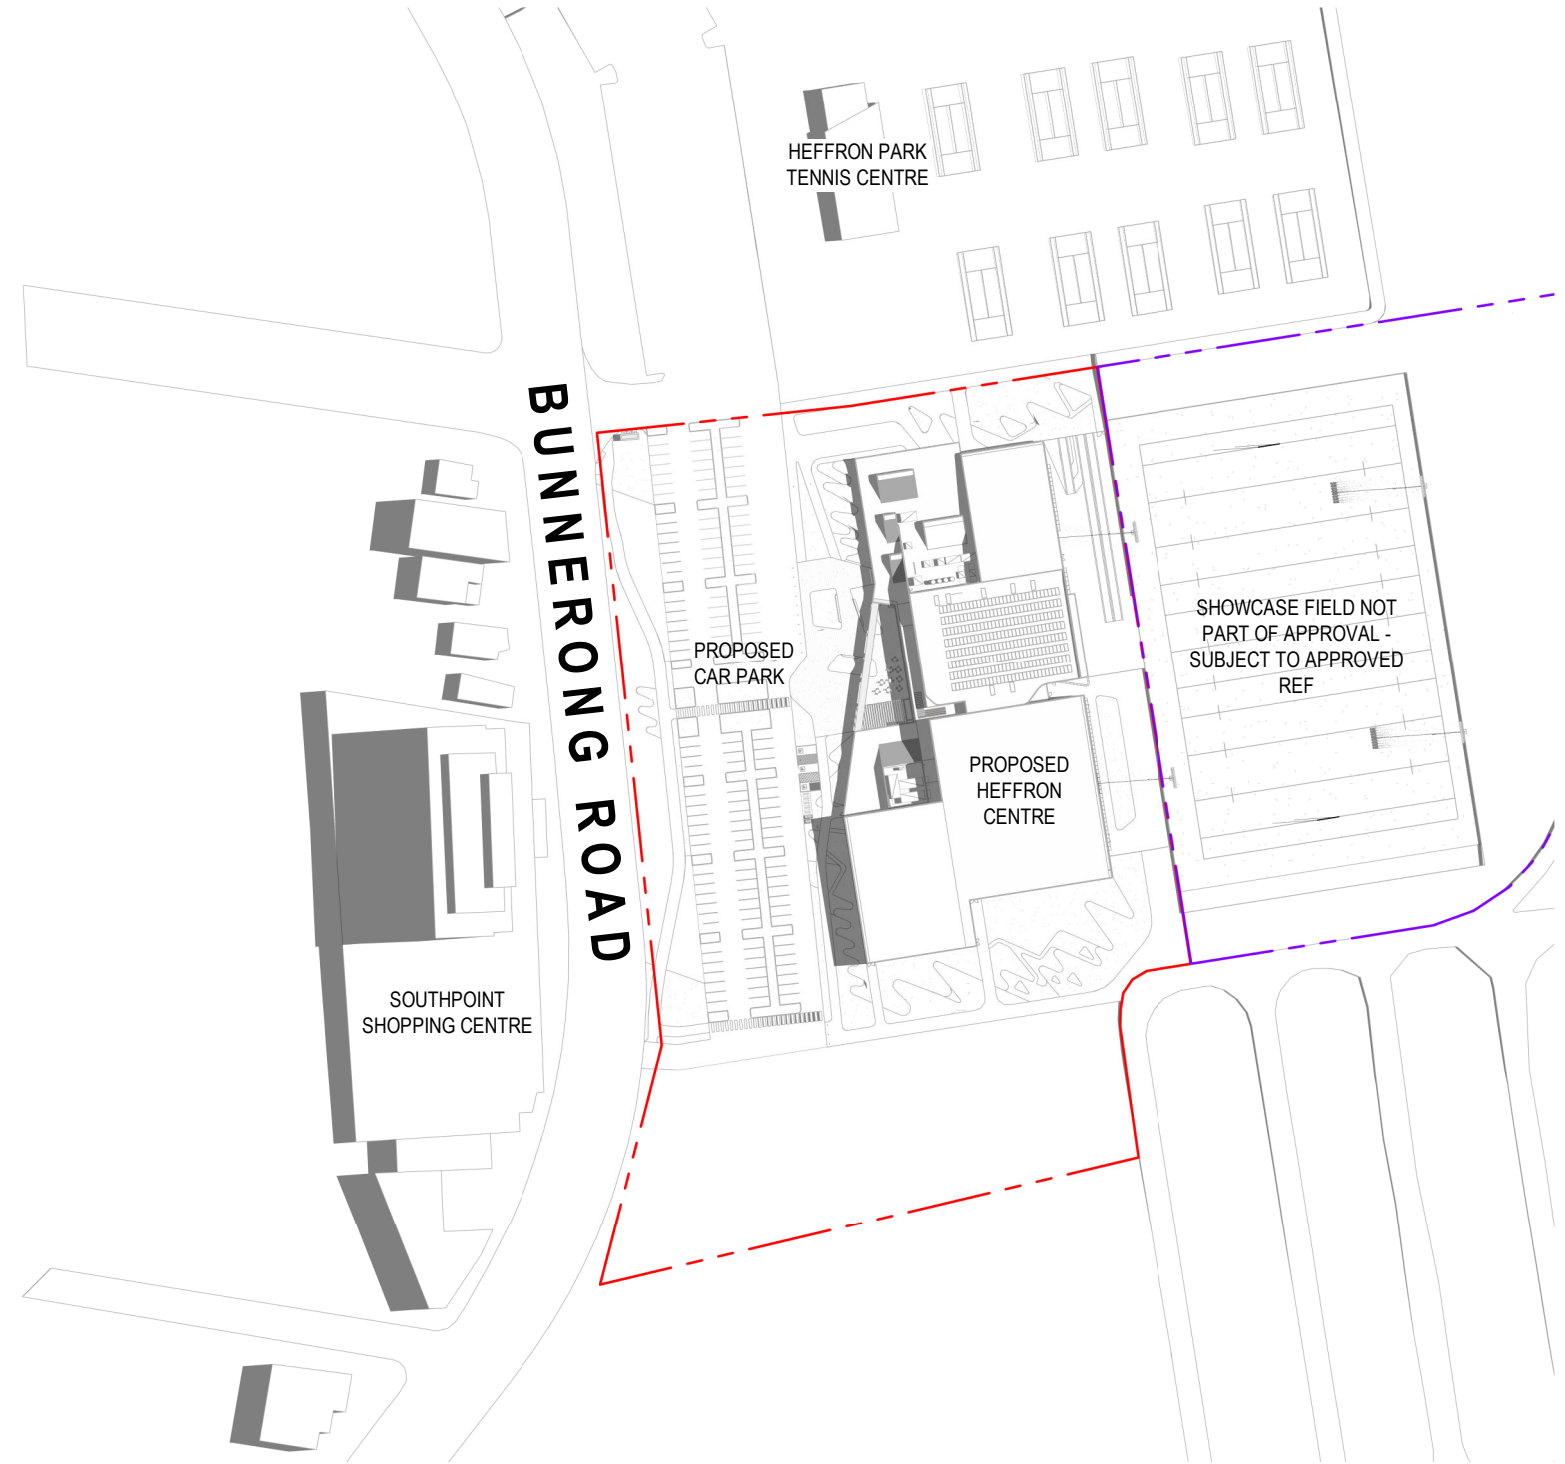 HEFFRON PARK
TENNIS CENTRE
BUNNERONG ROAD
PROPOSED
CAR PARK
SHOWCASE FIELD NOT
PART OF APPROVAL -
SUBJECT TO APPROVED
REF
PROPOSED
HEFFRON
CENTRE
SOUTHPOINT
SHOPPING CENTRE